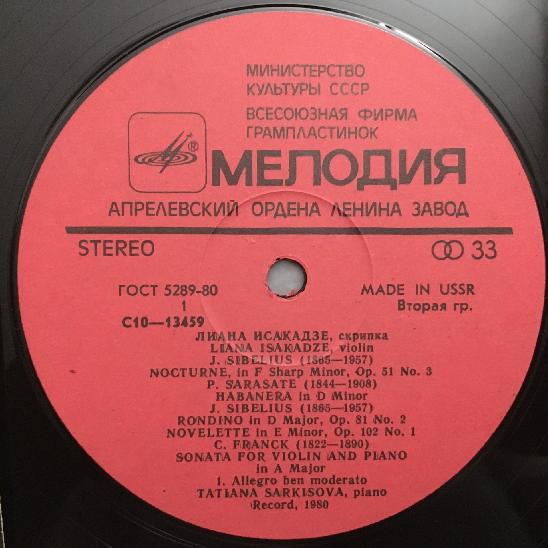 МИНИСТЕРСТВО
КУЛЬТУРЫ СССР
ВСЕСОЮЗНАЯ ФИРМА
ГРАМПЛАСТИНОК
®
МЕЛОДИЯ
АПРЕЛЕВСКИЙ ОРДЕНА ЛЕНИНА ЗАВОД
STEREO 33
ГОСТ 5289-80 MADE IN USSR
1 Вторая гр.
С10—13459
ЛИАНА ИСАКАДЗЕ, скрипка
LIANA ISAKADZE, violin
J. SIBELIUS (1865—1957)
NOCTURNE, in F Sharp Minor, Op. 51 No. 3
P. SARASATE (1844—1908)
HABANERA in D Minor
J. SIBELIUS (1865—1957)
RONDINO in D Major, Op. 81 No. 2
NOVELETTE in E Minor, Op. 102 No. 1
C. FRANCK (1822—1890)
SONATA FOR VIOLIN AND PIANO
in A Major
1. Allegro ben moderato
TATIANA SARKISOVA, piano
Record, 1980